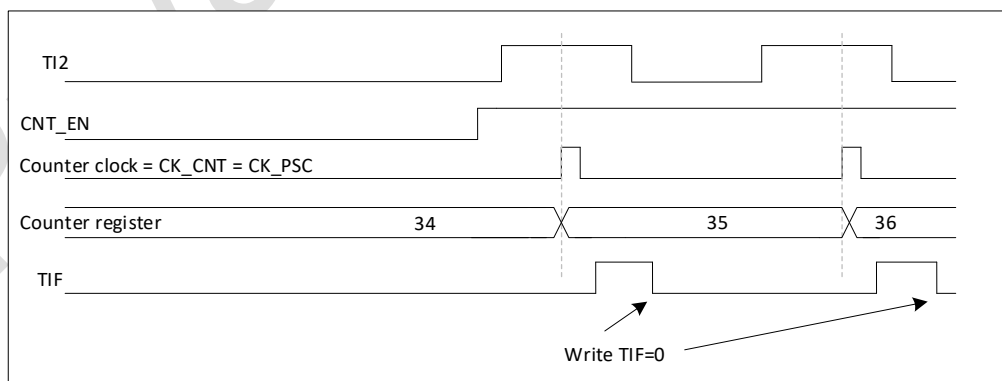 TI2
CNT_EN
Counter clock = CK_CNT = CK_PSC
Counter register 34 35 36
TIF
Write TIF=0